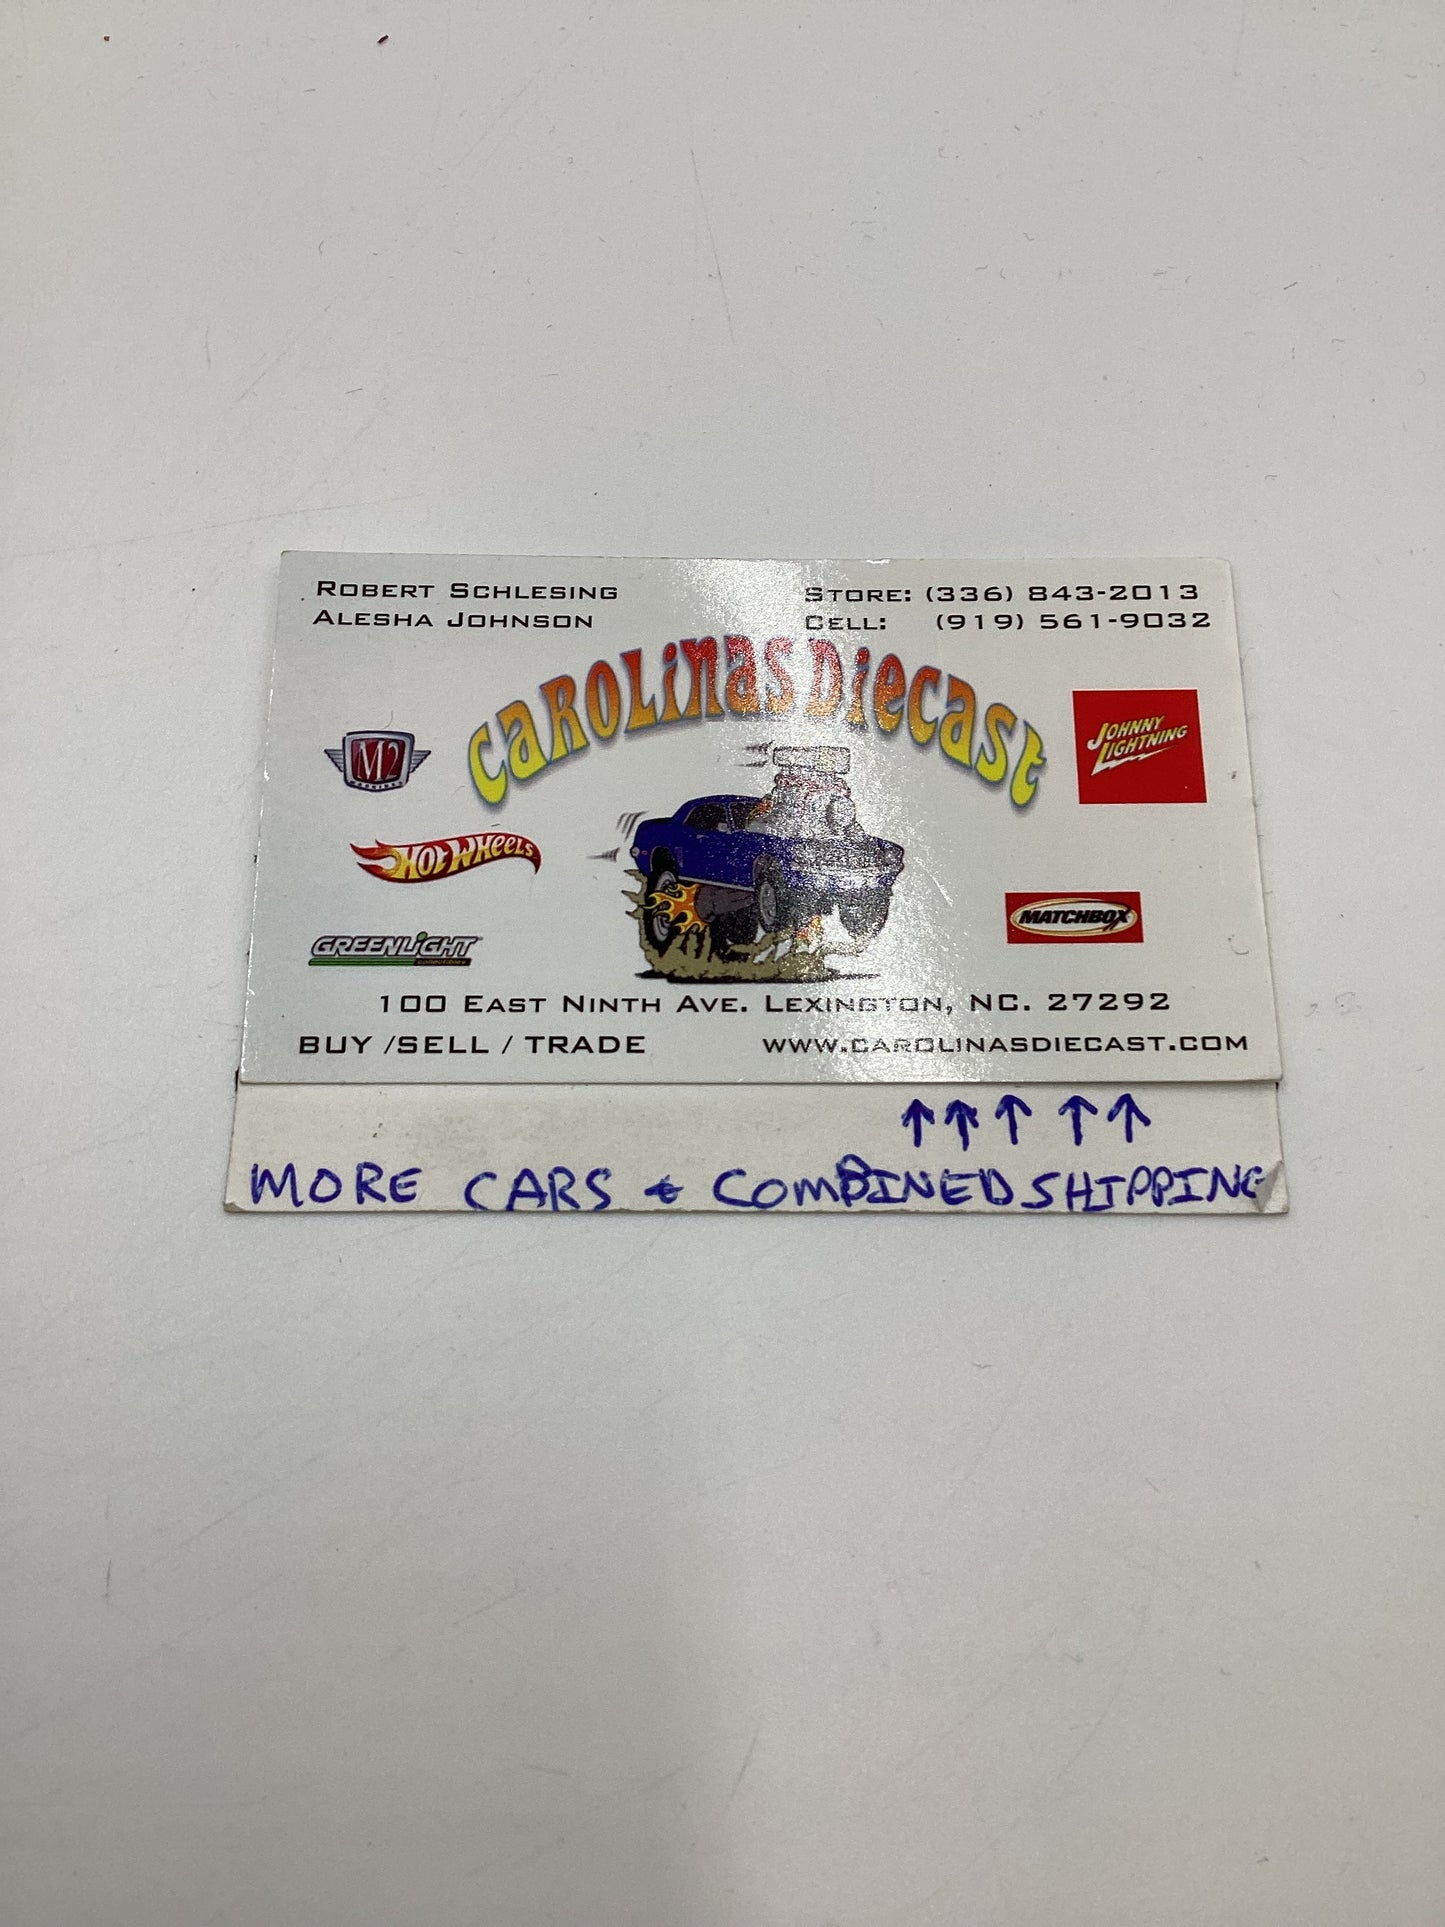 ROBERT SCHLESING
ALESHA JOHNSON
STORE: (336) 843-2013
CELL: (919) 561-9032
CAROLiNAS DiECAST
M2
MACHINES
JOHNNY LIGHTNING
HOT WHEELS
MATCHBOX
GREENLiGHT
collectibles
100 EAST NINTH AVE. LEXINGTON, NC. 27292
BUY /SELL / TRADE
WWW.CAROLINASDIECAST.COM
↑ ↑ ↑ ↑ ↑
MORE CARS & COMBINED SHIPPING